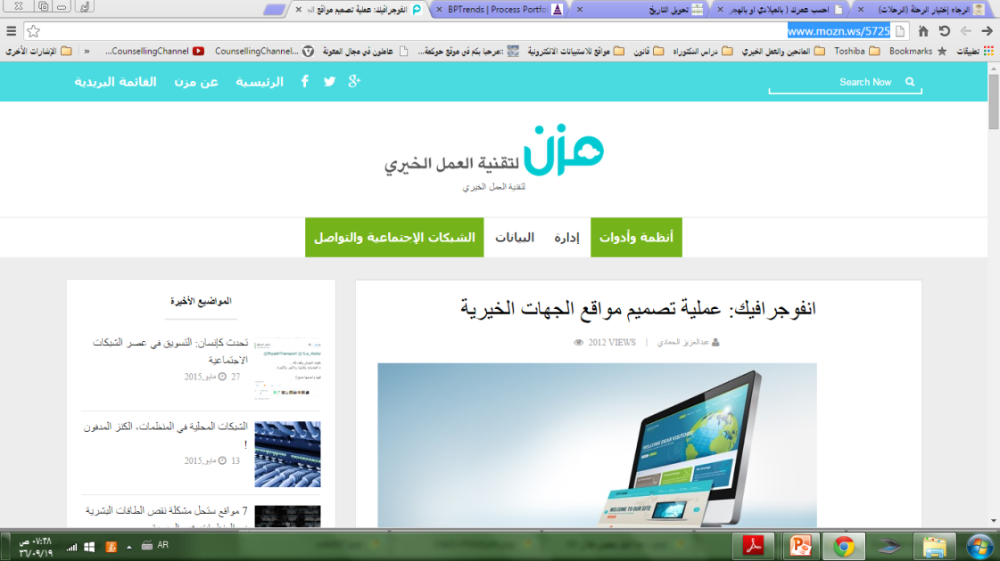 الرجاء إختيار الرحلة (الرحلات)
احسب عمرك ( بالميلادي او بالهجر
تحويل التاريخ
BPTrends | Process Portfo
انفوجرافيك: عملية تصميم مواقع ال
www.mozn.ws/5725
تطبيقات
Bookmarks
Toshiba
المانحين والعمل الخيري
دراس الدكتوراه
قانون
مواقع للاستبيانات الالكترونية
::مرحبا بكم في موقع حوكمة...
عاملون في مجال المعونة
CounsellingChannel...
CounsellingChannel...
»
الإشارات الأخرى
Search Now
الرئيسية
عن مزن
القائمة البريدية
مزن لتقنية العمل الخيري
لتقنية العمل الخيري
أنظمة وأدوات
إدارة
البيانات
الشبكات الإجتماعية والتواصل
انفوجرافيك: عملية تصميم مواقع الجهات الخيرية
عبدالعزيز الحمادي | 2012 VIEWS
WELCOME DEAR VISITORS!
WELCOME TO OUR SITE
المواضيع الأخيرة
تحدث كإنسان: التسويق في عصر الشبكات
الاجتماعية
27 مايو,2015
الشبكات المحلية في المنظمات، الكنز المدفون
!
13 مايو,2015
7 مواقع ستحل مشكلة نقص الطاقات البشرية
AR
٠٧:٣٨ ص
٣٦/٠٩/١٩